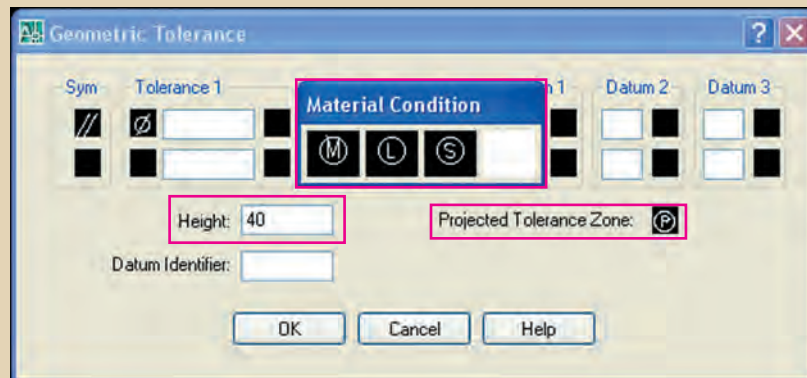 Geometric Tolerance
Sym Tolerance 1 Material Condition 1 Datum 2 Datum 3
// Ø Ⓜ Ⓛ Ⓢ
Height: 40 Projected Tolerance Zone: Ⓟ
Datum Identifier:
OK Cancel Help